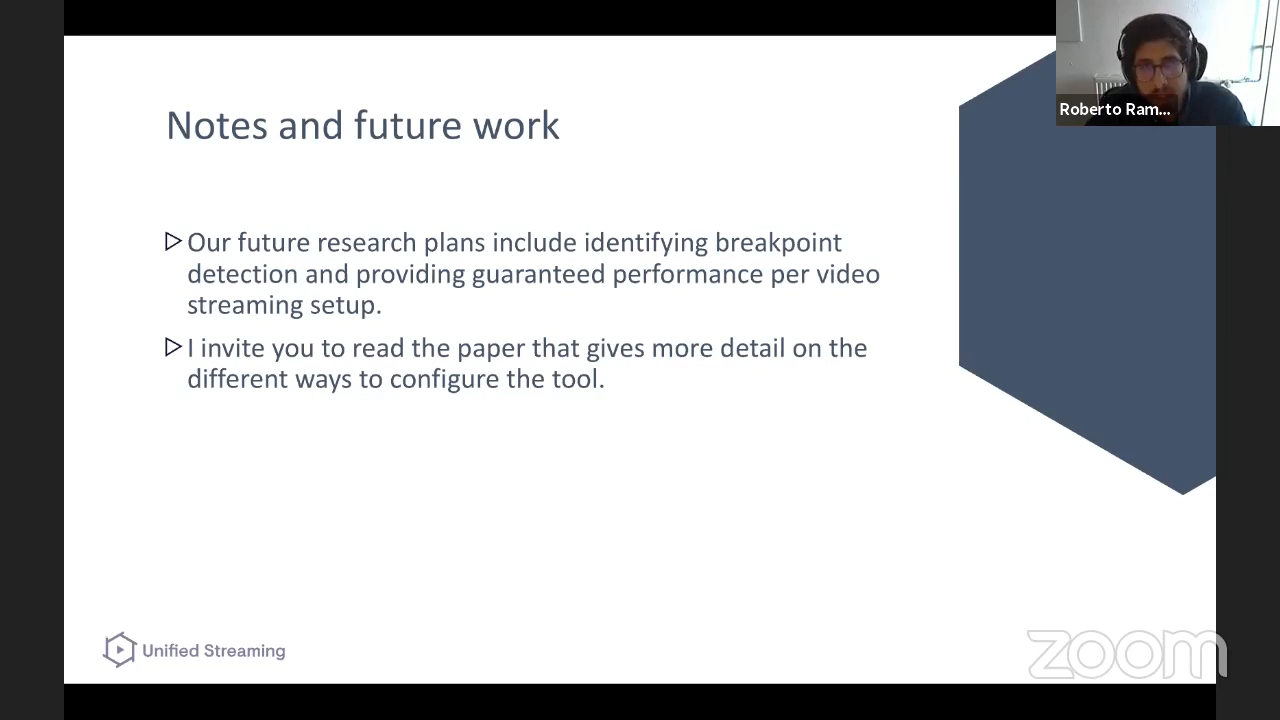 Roberto Ram...
Notes and future work
Our future research plans include identifying breakpoint
detection and providing guaranteed performance per video
streaming setup.
I invite you to read the paper that gives more detail on the
different ways to configure the tool.
Unified Streaming
zoom